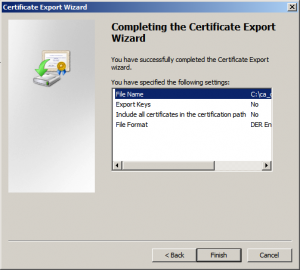 Certificate Export Wizard
Completing the Certificate Export
Wizard
You have successfully completed the Certificate Export
wizard.
You have specified the following settings:
File Name C:\ca_
Export Keys No
Include all certificates in the certification path No
File Format DER En
< Back Finish Cancel